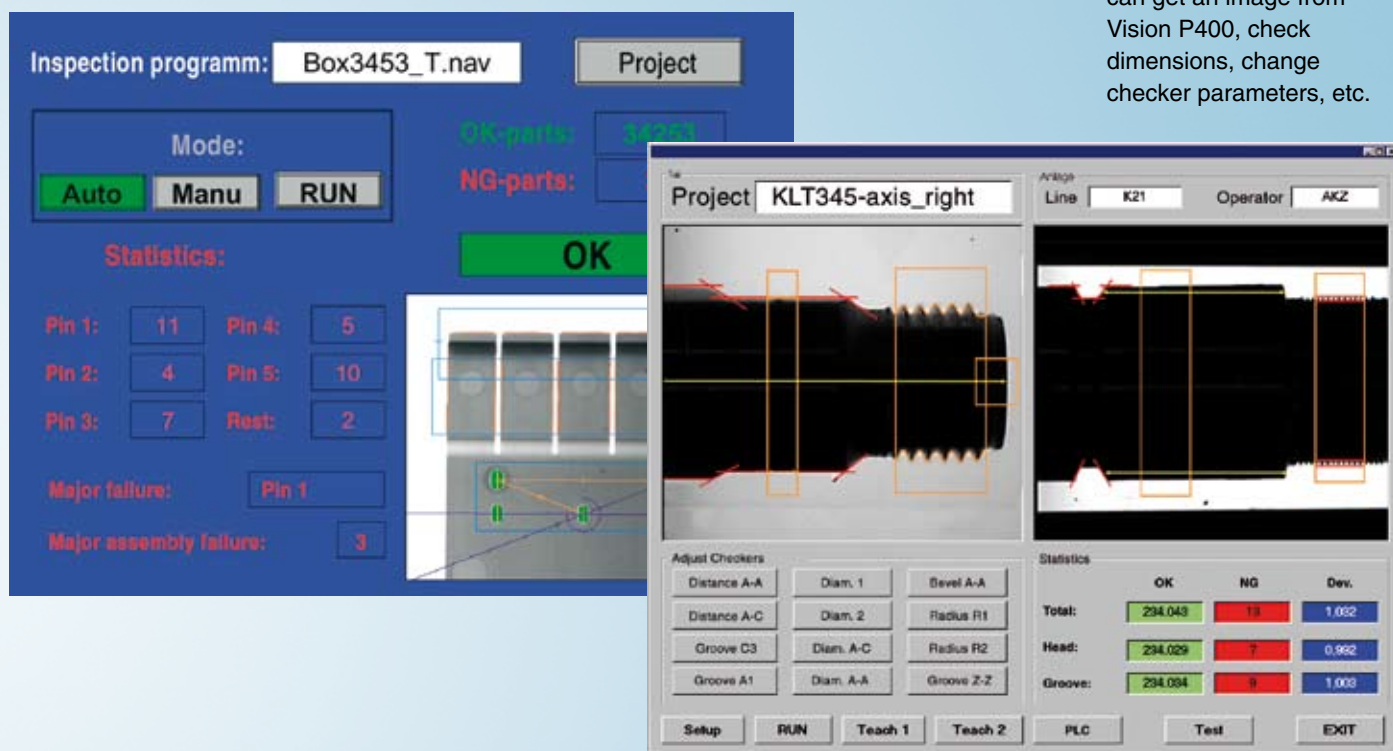 can get an image from
Vision P400, check
dimensions, change
checker parameters, etc.
Inspection programm: Box3453_T.nav Project
Mode:
Auto Manu RUN
OK-parts: 34253
NG-parts:
OK
Statistics:
Pin 1: 11 Pin 4: 5
Pin 2: 4 Pin 5: 10
Pin 3: 7 Rest: 2
Major failure: Pin 1
Major assembly failure: 3
Project KLT345-axis_right
Anlage
Line K21 Operator AKZ
Adjust Checkers
Distance A-A Diam. 1 Bevel A-A
Distance A-C Diam. 2 Radius R1
Groove C3 Diam. A-C Radius R2
Groove A1 Diam. A-A Groove Z-Z
Statistics
OK NG Dev.
Total: 234.043 13 1,032
Head: 234.029 7 0,992
Groove: 234.034 9 1,003
Setup RUN Teach 1 Teach 2 PLC Test EXIT